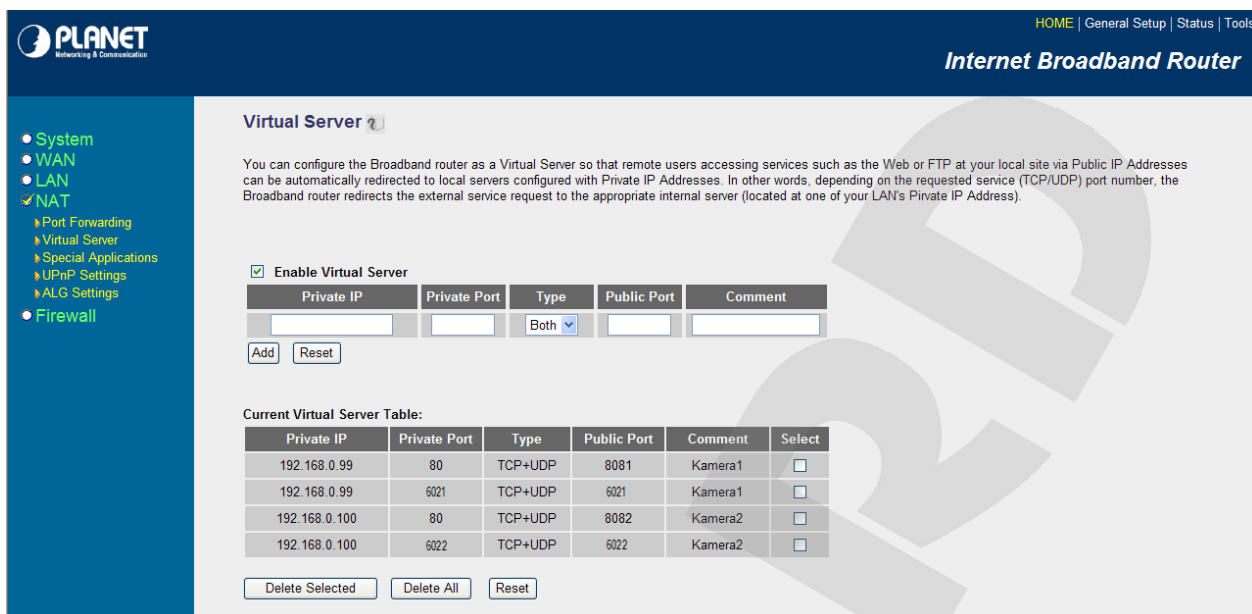 PLANET
Networking & Communication
HOME | General Setup | Status | Tools
Internet Broadband Router
System
WAN
LAN
NAT
Port Forwarding
Virtual Server
Special Applications
UPnP Settings
ALG Settings
Firewall
Virtual Server
You can configure the Broadband router as a Virtual Server so that remote users accessing services such as the Web or FTP at your local site via Public IP Addresses
can be automatically redirected to local servers configured with Private IP Addresses. In other words, depending on the requested service (TCP/UDP) port number, the
Broadband router redirects the external service request to the appropriate internal server (located at one of your LAN's Pirivate IP Address).
Enable Virtual Server
Private IP Private Port Type Public Port Comment
Both
Add Reset
Current Virtual Server Table:
Private IP Private Port Type Public Port Comment Select
192.168.0.99 80 TCP+UDP 8081 Kamera1
192.168.0.99 6021 TCP+UDP 6021 Kamera1
192.168.0.100 80 TCP+UDP 8082 Kamera2
192.168.0.100 6022 TCP+UDP 6022 Kamera2
Delete Selected Delete All Reset